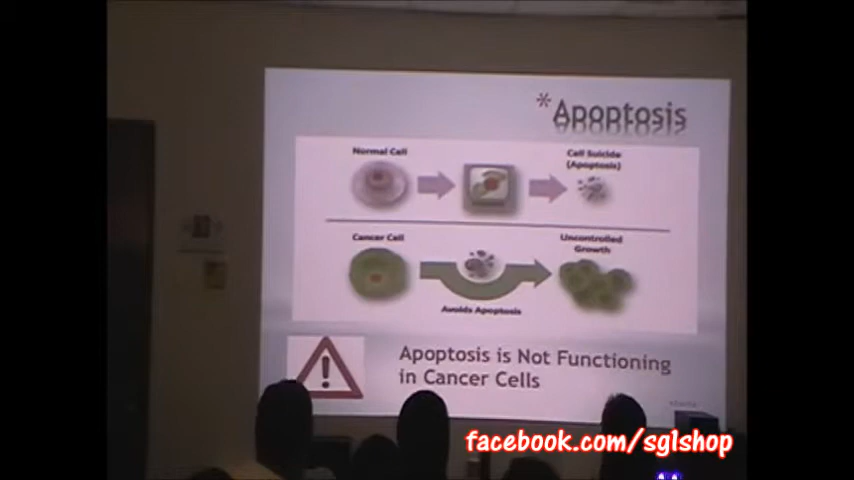 *Apoptosis
Normal Cell
Cell Suicide
(Apoptosis)
Cancer Cell
Uncontrolled
Growth
Avoids Apoptosis
Apoptosis is Not Functioning
in Cancer Cells
facebook.com/sg1shop